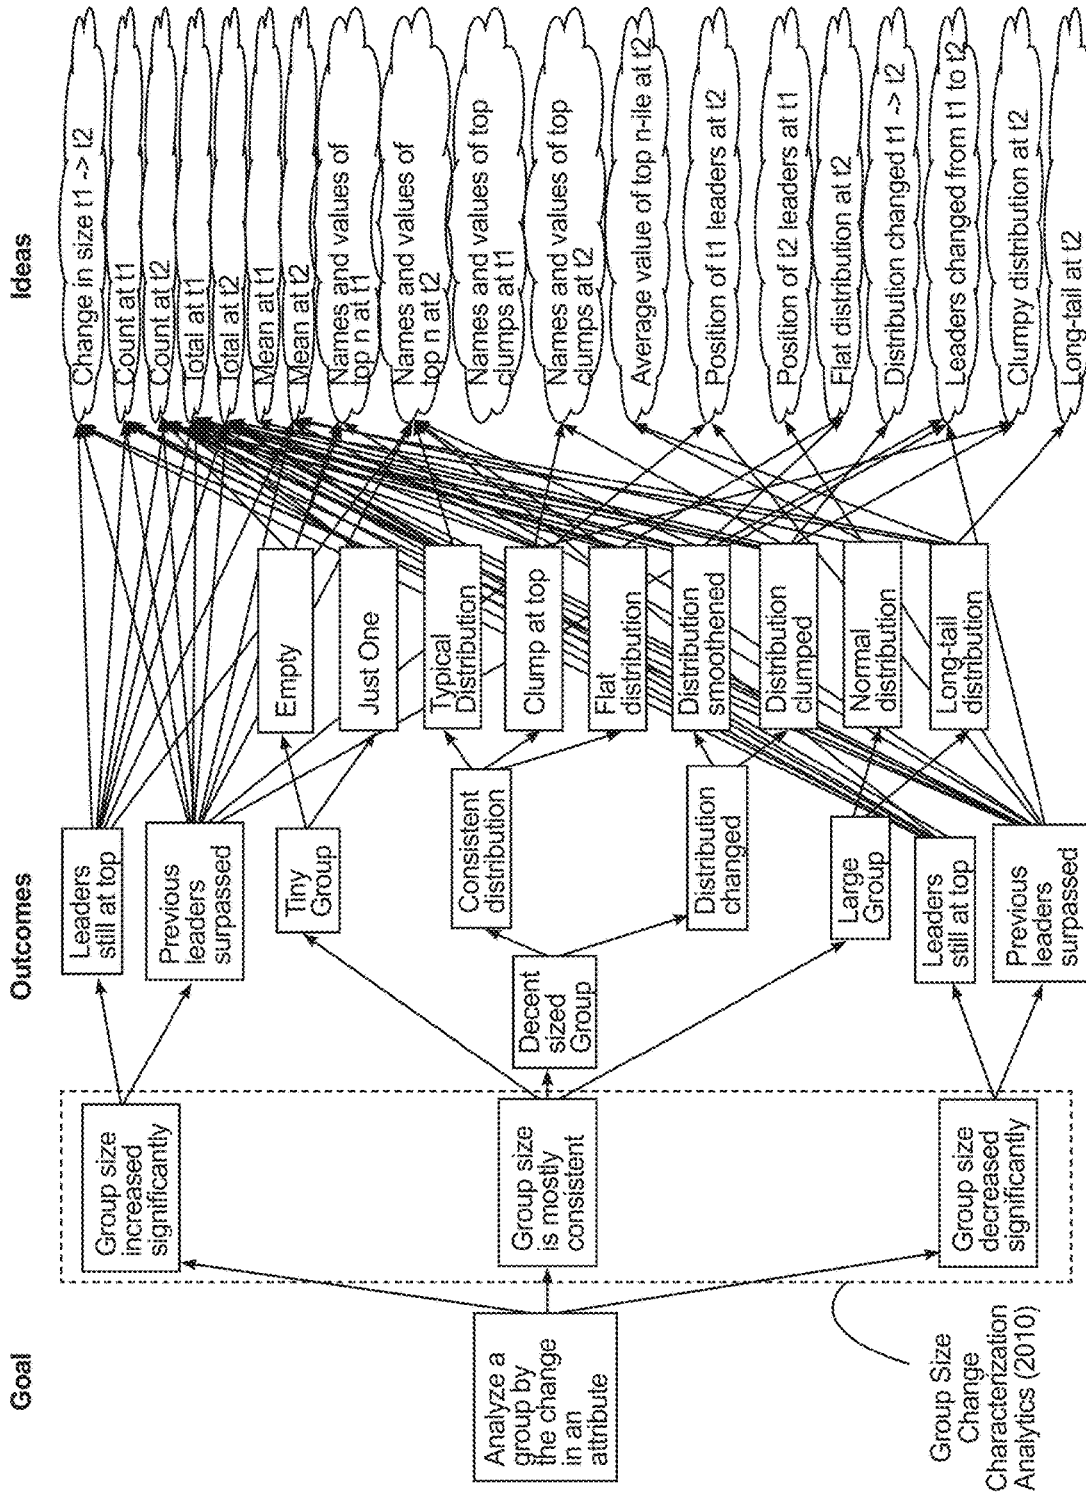 Goal
Outcomes
Ideas
Analyze a
group by
the change
in an
attribute
Group Size
Change
Characterization
Analytics (2010)
Group size
increased
significantly
Group size
is mostly
consistent
Group size
decreased
significantly
Leaders
still at top
Previous
leaders
surpassed
Tiny
Group
Decent
sized
Group
Consistent
distribution
Distribution
changed
Large
Group
Leaders
still at top
Previous
leaders
surpassed
Empty
Just One
Typical
Distribution
Clump at top
Flat
distribution
Distribution
smoothened
Distribution
clumped
Normal
distribution
Long-tail
distribution
Change in size t1 -> t2
Count at t1
Count at t2
Total at t1
Total at t2
Mean at t1
Mean at t2
Names and values of
top n at t1
Names and values of
top n at t2
Names and values of top
clumps at t1
Names and values of top
clumps at t2
Average value of top n-ile at t2
Position of t1 leaders at t2
Position of t2 leaders at t1
Flat distribution at t2
Distribution changed t1 -> t2
Leaders changed from t1 to t2
Clumpy distribution at t2
Long-tail at t2